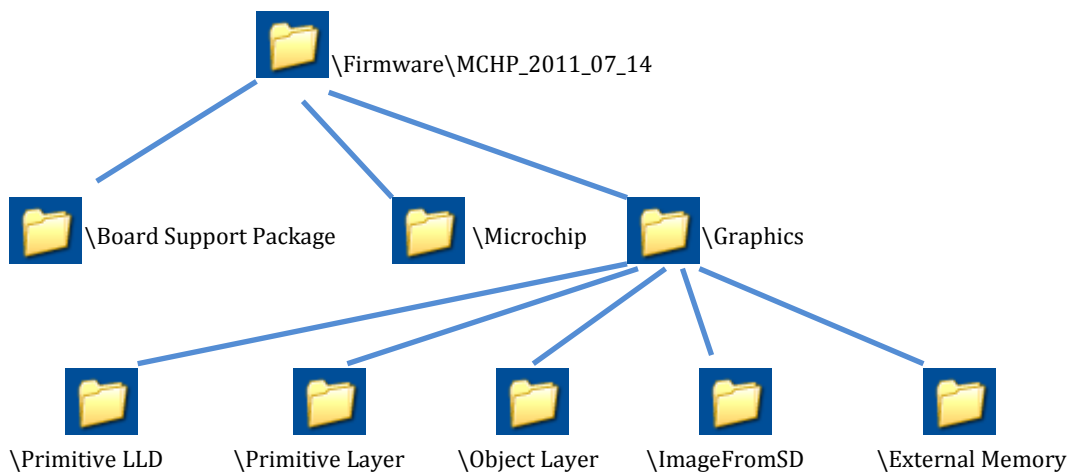 \Firmware\MCHP_2011_07_14
\Board Support Package
\Microchip
\Graphics
\Primitive LLD
\Primitive Layer
\Object Layer
\ImageFromSD
\External Memory